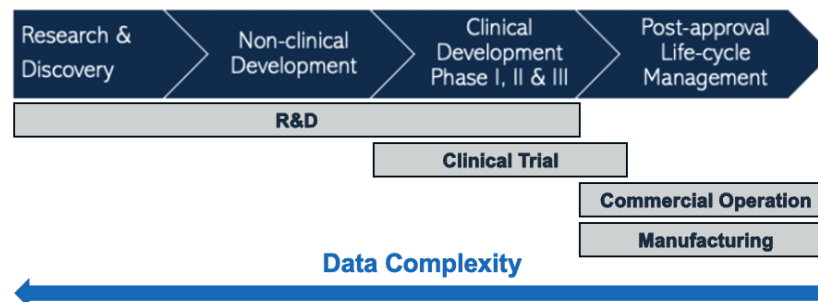 Research &
Discovery
Non-clinical
Development
Clinical
Development
Phase I, II & III
Post-approval
Life-cycle
Management
R&D
Clinical Trial
Commercial Operation
Manufacturing
Data Complexity